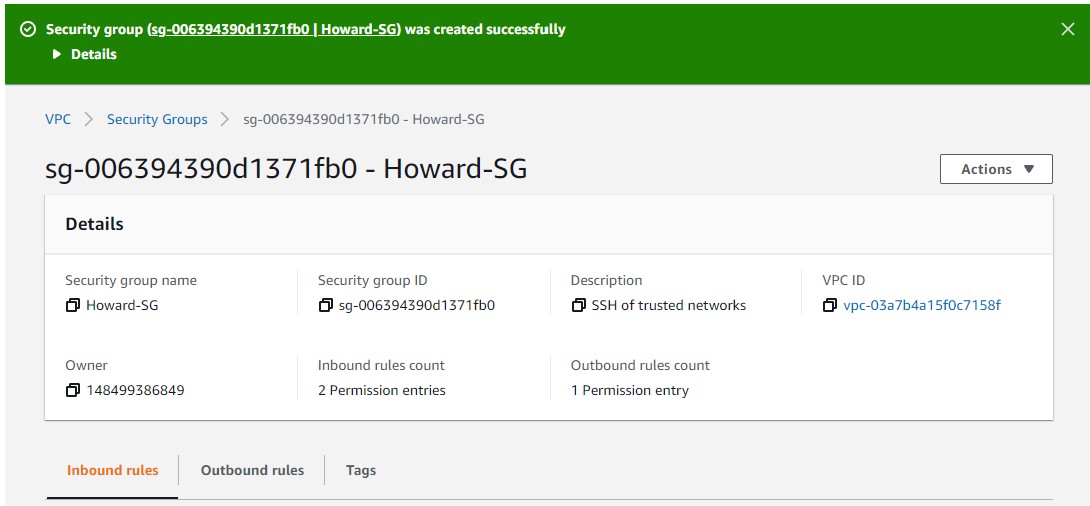 Security group (sg-006394390d1371fb0 | Howard-SG) was created successfully
Details
VPC > Security Groups > sg-006394390d1371fb0 - Howard-SG
sg-006394390d1371fb0 - Howard-SG
Actions
Details
Security group name
Howard-SG
Security group ID
sg-006394390d1371fb0
Description
SSH of trusted networks
VPC ID
vpc-03a7b4a15f0c7158f
Owner
148499386849
Inbound rules count
2 Permission entries
Outbound rules count
1 Permission entry
Inbound rules
Outbound rules
Tags